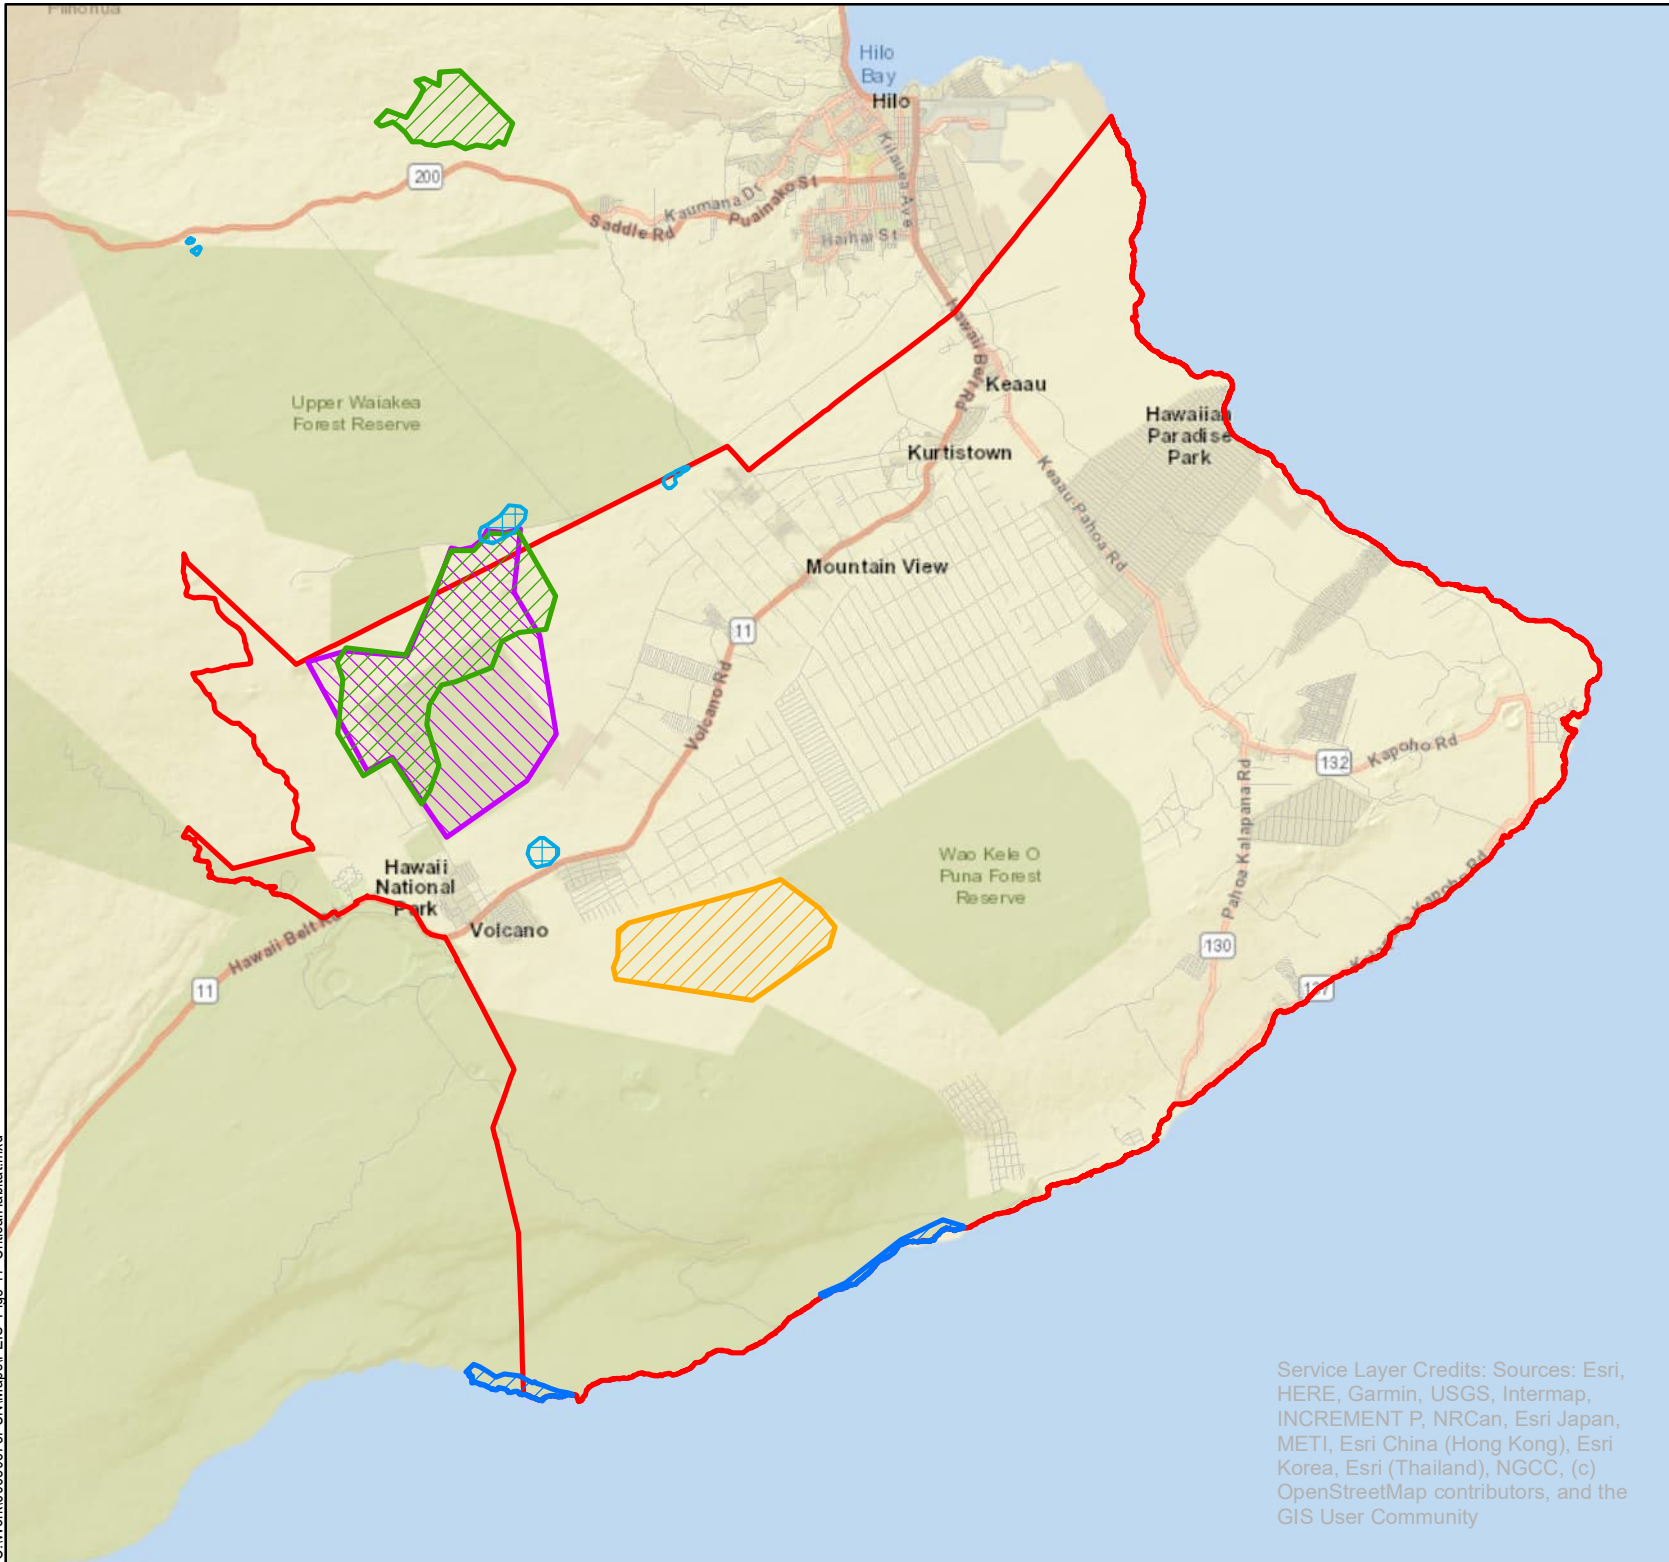 Hilo
Bay
Hilo
200
Kilauea Ave
Kaumana Dr
Puainako St
Saddle Rd
Haihai St
Hawaii Belt Rd
Keaau
Upper Waiakea
Forest Reserve
Hawaiian
Paradise
Park
Kurtistown
Keaau-Pahoa Rd
Mountain View
11
Volcano Rd
132
Kapoho Rd
Pahoa Kalapana Rd
Wao Kele O
Puna Forest
Reserve
Hawaii
National
Park
Volcano
Hawaii Belt Rd
11
130
137
Service Layer Credits: Sources: Esri,
HERE, Garmin, USGS, Intermap,
INCREMENT P, NRCan, Esri Japan,
METI, Esri China (Hong Kong), Esri
Korea, Esri (Thailand), NGCC, (c)
OpenStreetMap contributors, and the
GIS User Community